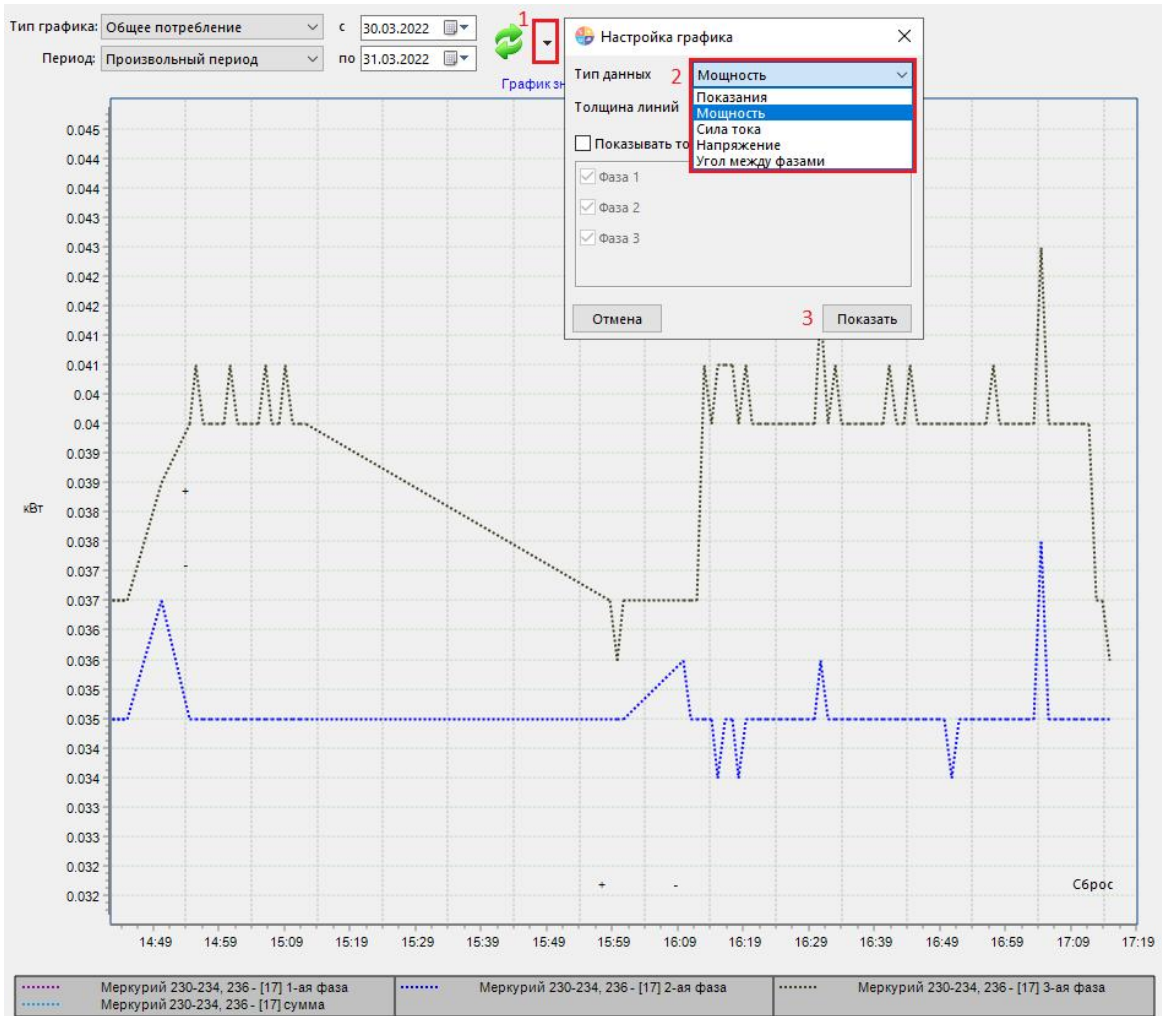 Тип графика: Общее потребление с 30.03.2022 1
Период: Произвольный период по 31.03.2022
График зн
Настройка графика
Тип данных 2 Мощность
Толщина линий
Показания
Мощность
Сила тока
Напряжение
Угол между фазами
Показывать то
Фаза 1
Фаза 2
Фаза 3
Отмена 3 Показать
0.045
0.044
0.044
0.043
0.043
0.042
0.042
0.041
0.041
0.04
0.04
0.039
0.039
кВт
0.038
0.038
0.037
0.037
0.036
0.036
0.035
0.035
0.034
0.034
0.033
0.033
0.032
0.032
+
-
+ - Сброс
14:49 14:59 15:09 15:19 15:29 15:39 15:49 15:59 16:09 16:19 16:29 16:39 16:49 16:59 17:09 17:19
Меркурий 230-234, 236 - [17] 1-ая фаза Меркурий 230-234, 236 - [17] 2-ая фаза Меркурий 230-234, 236 - [17] 3-ая фаза
Меркурий 230-234, 236 - [17] сумма